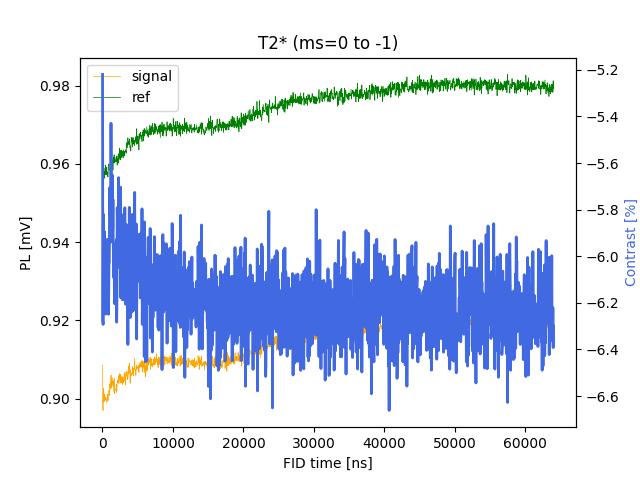 T2* (ms=0 to -1)
signal
ref
0.98
0.96
0.94
0.92
0.90
PL [mV]
−5.2
−5.4
−5.6
−5.8
−6.0
−6.2
−6.4
−6.6
Contrast [%]
0 10000 20000 30000 40000 50000 60000
FID time [ns]